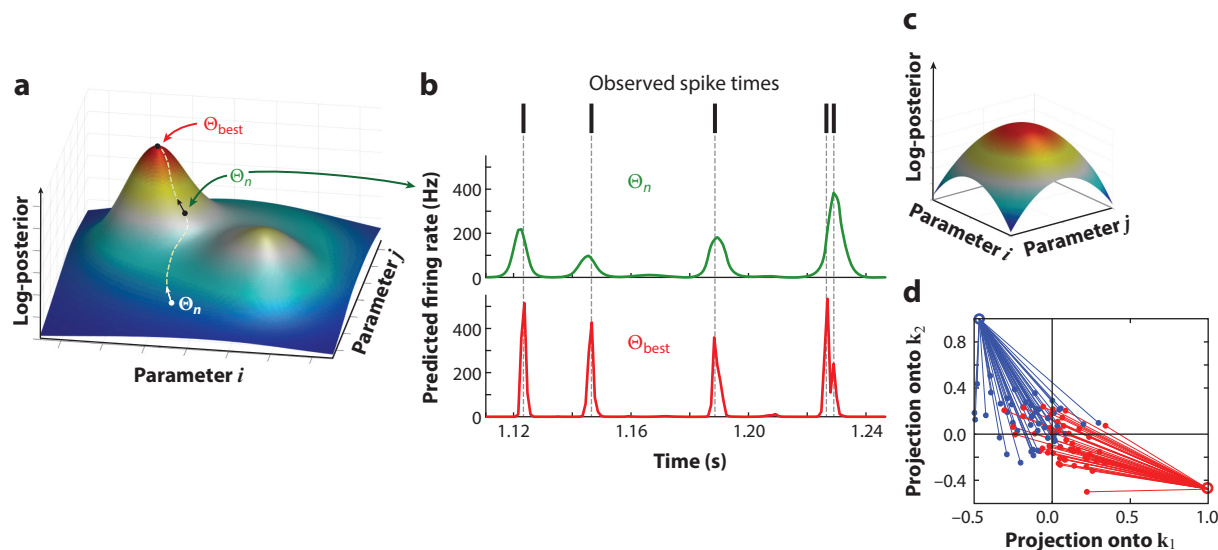 a
Θbest
Θn
Θn
Log-posterior
Parameter i
Parameter j
b
Observed spike times
Θn
Θbest
Predicted firing rate (Hz)
400
200
0
400
200
0
1.12
1.16
1.20
1.24
Time (s)
c
Log-posterior
Parameter i
Parameter j
d
Projection onto k2
0.8
0.4
0.0
−0.4
−0.5
0.0
0.5
1.0
Projection onto k1